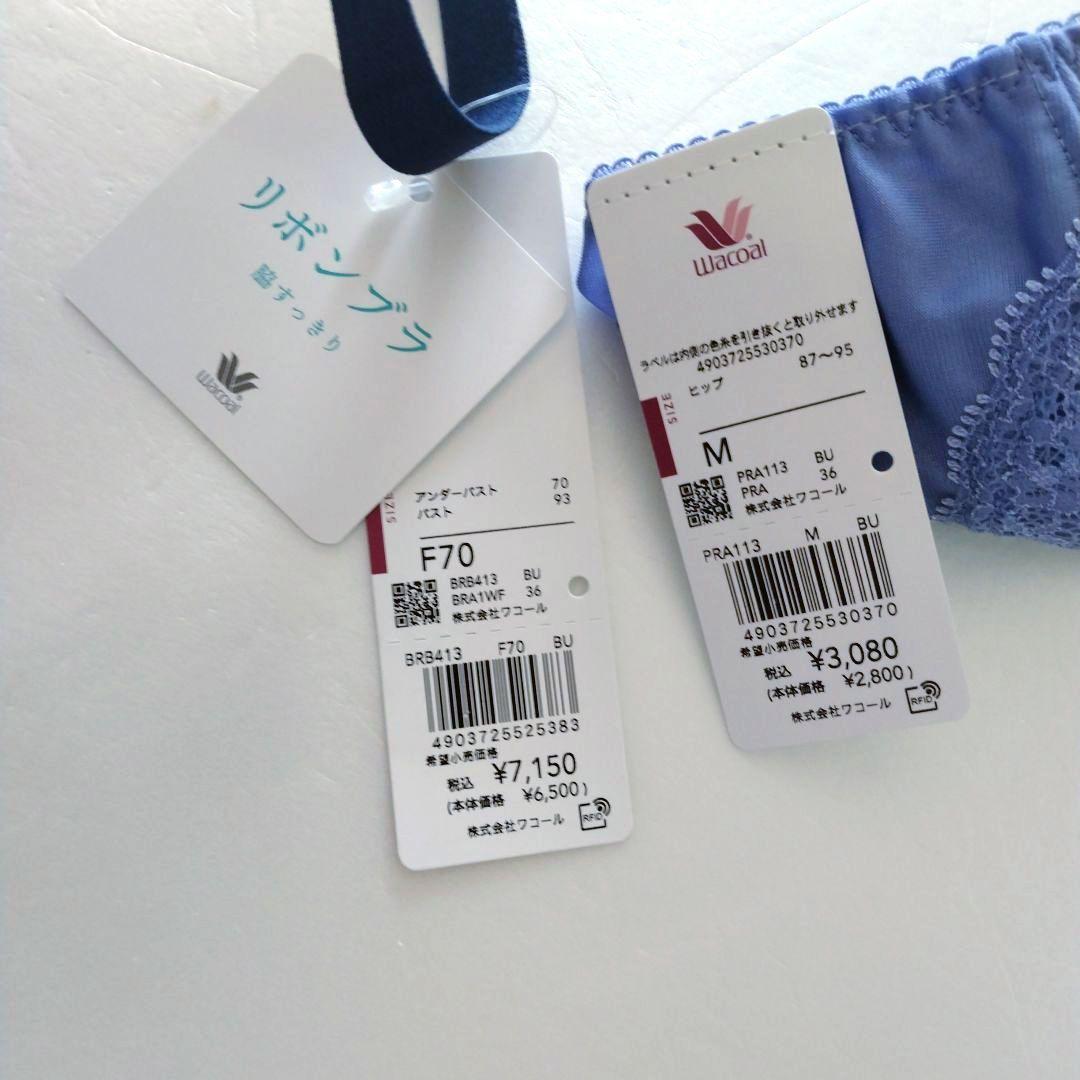 リボンブラ
脇すっきり
Wacoal
SIZE
アンダーバスト 70
バスト 93
F70
BRB413 BU
BRA1WF 36
株式会社ワコール
BRB413 F70 BU
4903725525383
希望小売価格
税込 ¥7,150
(本体価格 ¥6,500)
株式会社ワコール
RFID
Wacoal
ラベルは内側の色糸を引き抜くと取り外せます
4903725530370
ヒップ 87〜95
SIZE
M
PRA113 BU
PRA 36
株式会社ワコール
PRA113 M BU
4903725530370
希望小売価格
税込 ¥3,080
(本体価格 ¥2,800)
株式会社ワコール
RFID